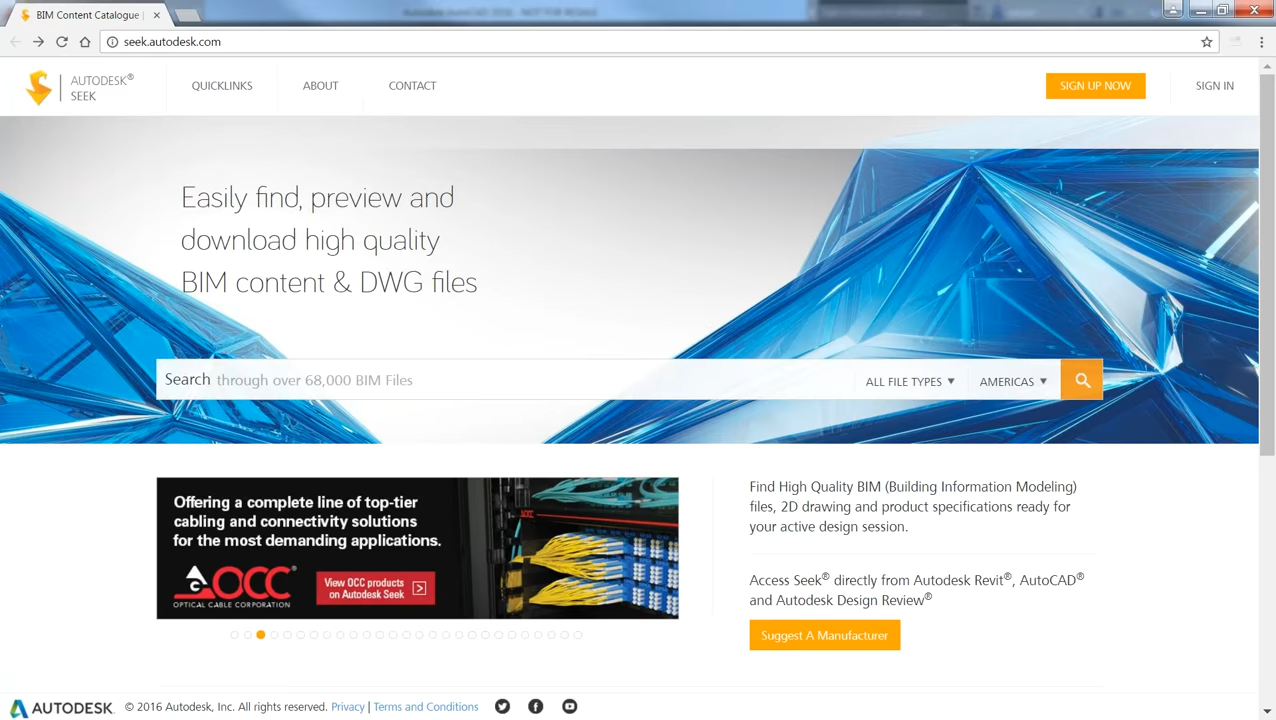 BIM Content Catalogue |
seek.autodesk.com
AUTODESK®
SEEK
QUICKLINKS
ABOUT
CONTACT
SIGN UP NOW
SIGN IN
Easily find, preview and
download high quality
BIM content & DWG files
Search through over 68,000 BIM Files
ALL FILE TYPES
AMERICAS
Offering a complete line of top-tier
cabling and connectivity solutions
for the most demanding applications.
OCC®
OPTICAL CABLE CORPORATION
View OCC products
on Autodesk Seek
Find High Quality BIM (Building Information Modeling)
files, 2D drawing and product specifications ready for
your active design session.
Access Seek® directly from Autodesk Revit®, AutoCAD®
and Autodesk Design Review®
Suggest A Manufacturer
AUTODESK. © 2016 Autodesk, Inc. All rights reserved. Privacy | Terms and Conditions